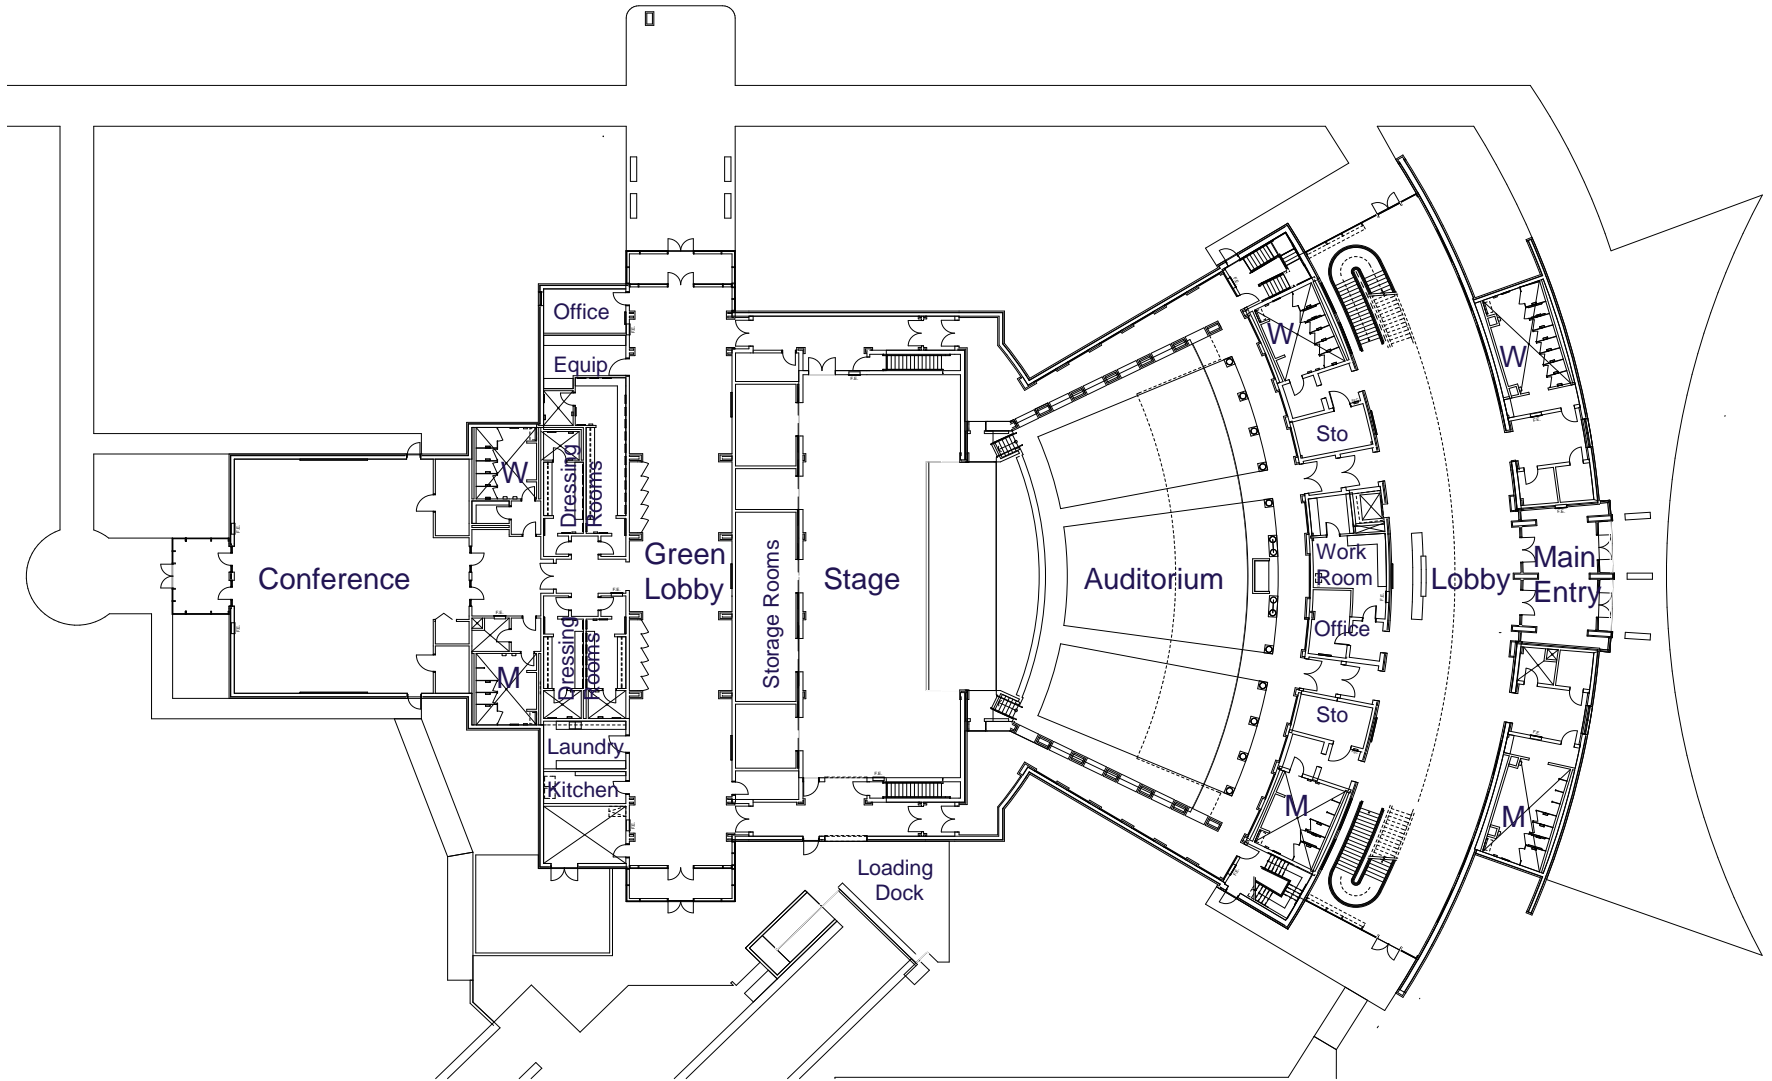 Office
Equip
W
Dressing
Rooms
Conference
Green
Lobby
Storage Rooms
Stage
Auditorium
W
Sto
Work
Room
Office
Sto
M
Lobby
W
Main
Entry
M
M
Dressing
Rooms
Laundry
Kitchen
Loading
Dock
F.E.
F.E.
F.E.
F.E.
F.E.